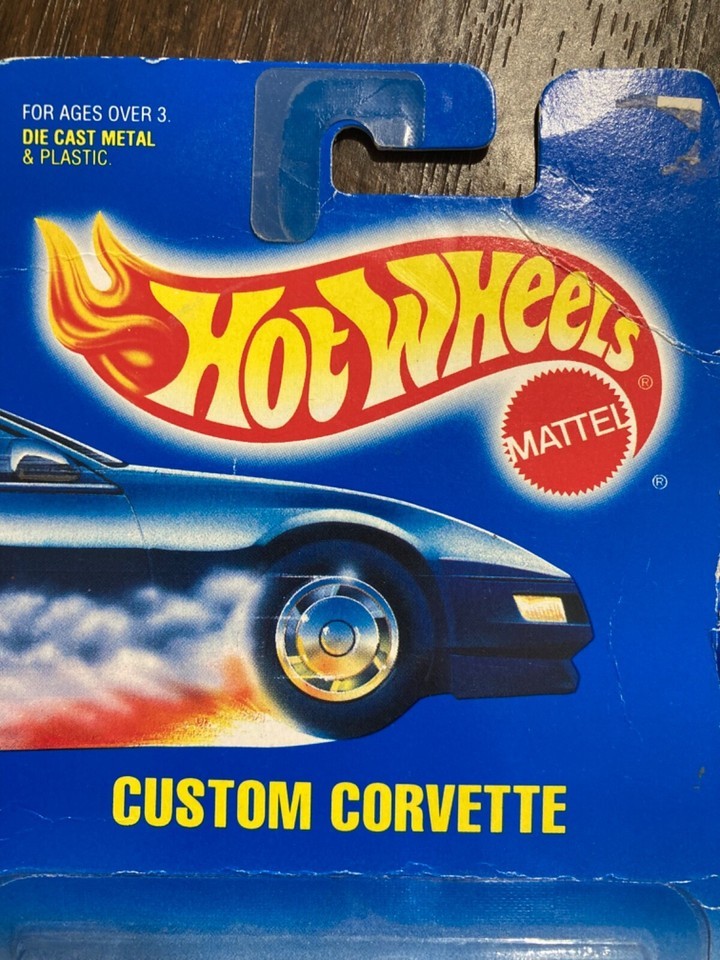 FOR AGES OVER 3.
DIE CAST METAL
& PLASTIC.
HOT WHEELS
®
MATTEL
®
CUSTOM CORVETTE